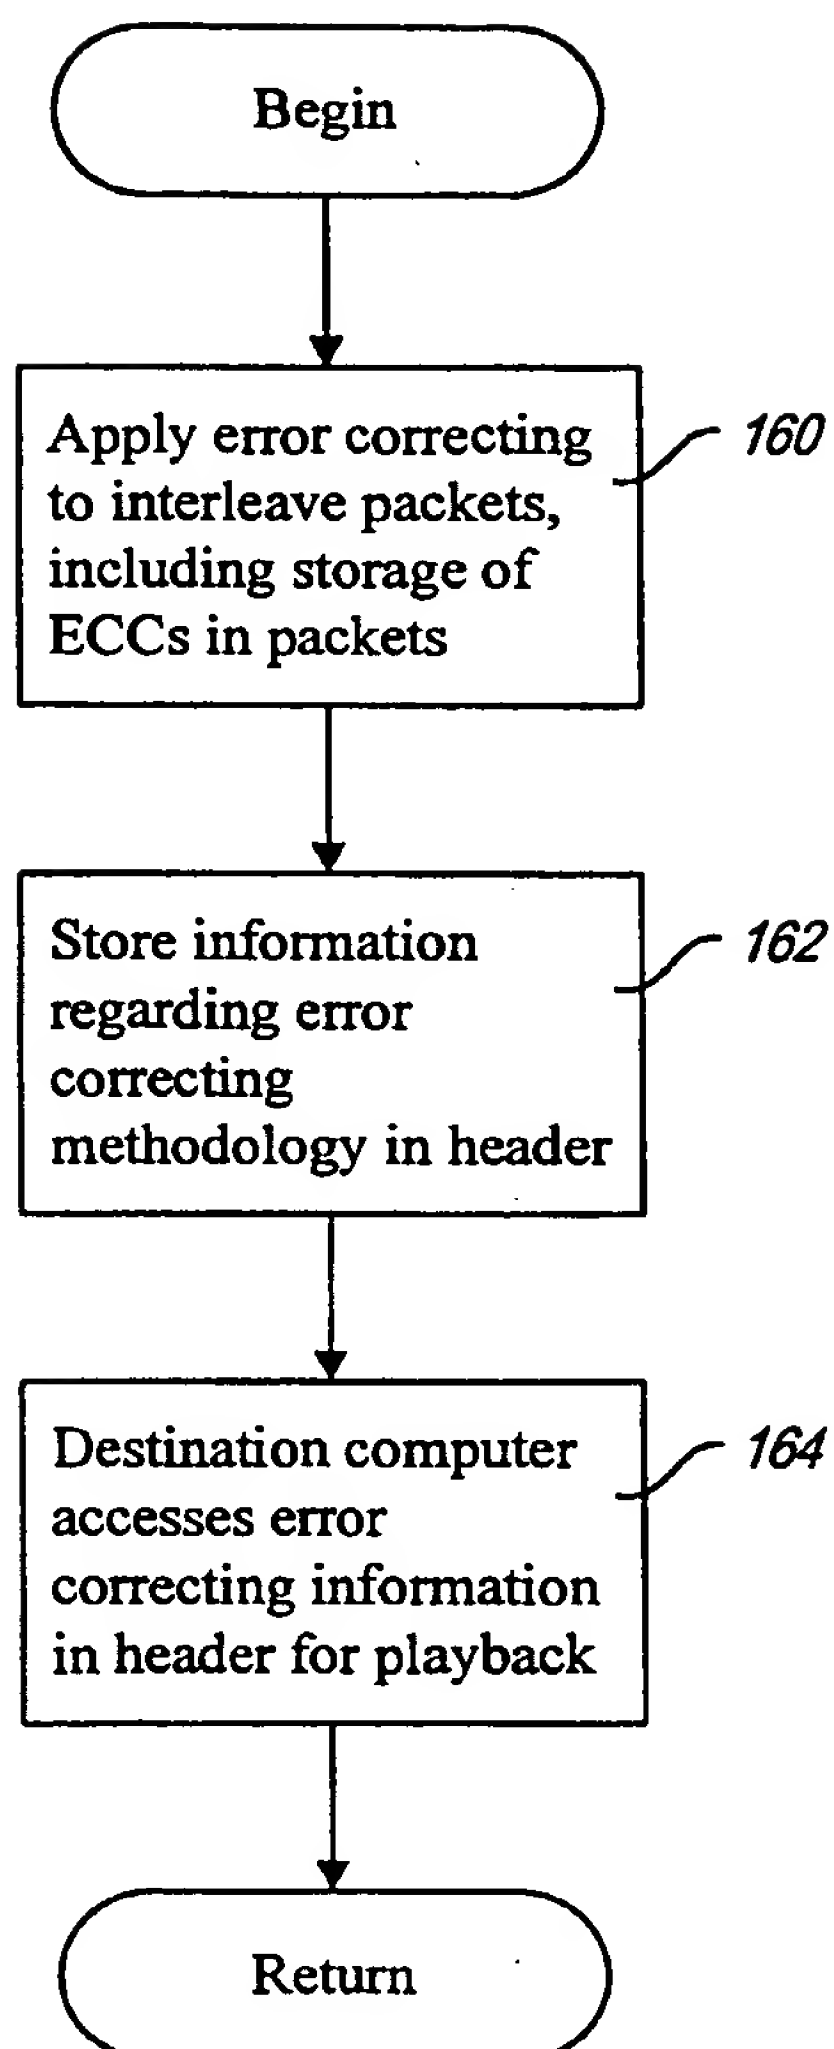 Begin
Apply error correcting
to interleave packets,
including storage of
ECCs in packets
160
Store information
regarding error
correcting
methodology in header
162
Destination computer
accesses error
correcting information
in header for playback
164
Return